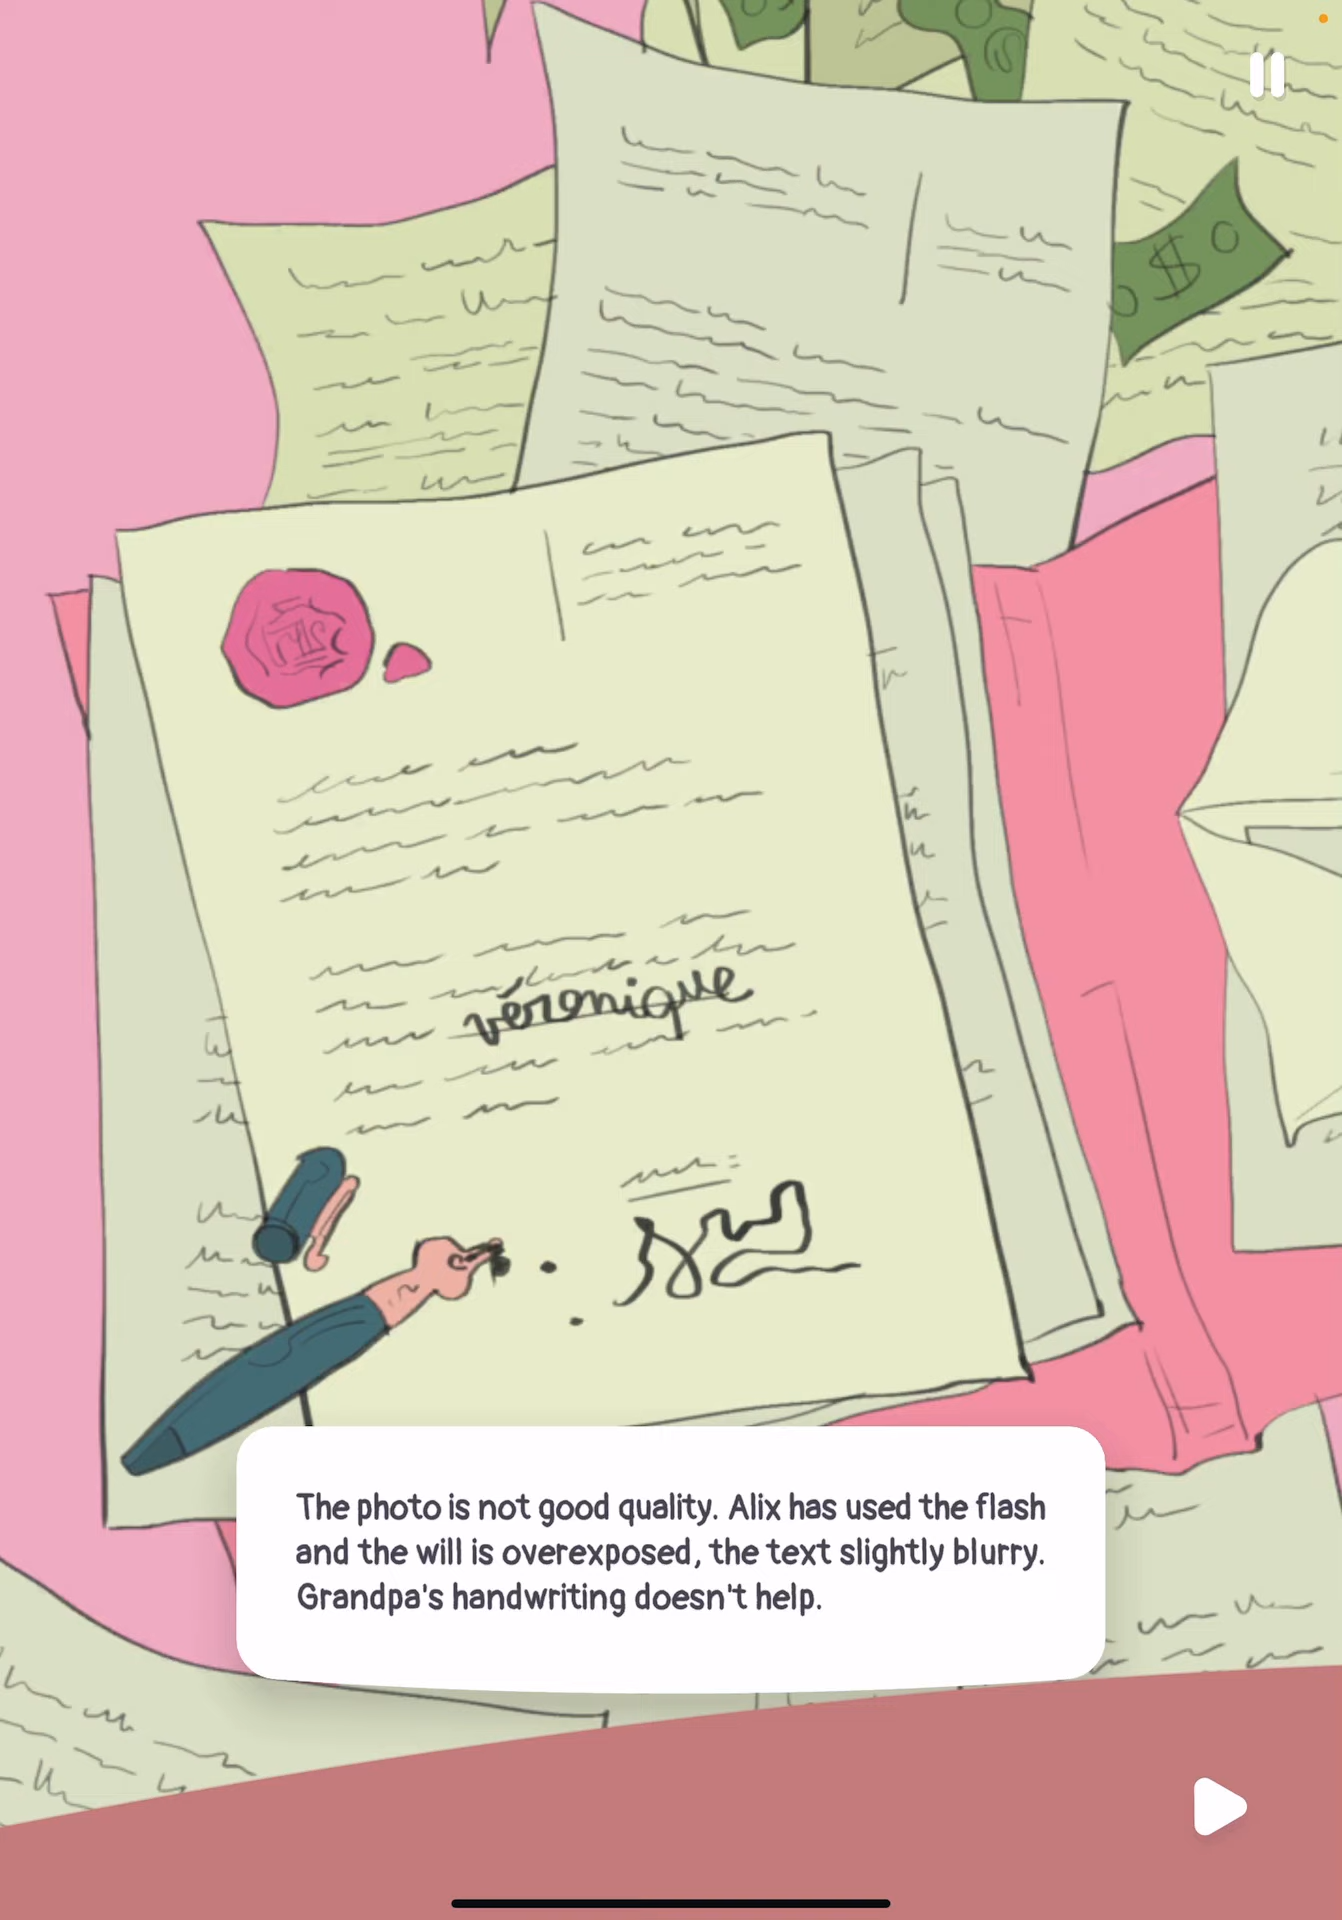 véronique
The photo is not good quality. Alix has used the flash
and the will is overexposed, the text slightly blurry.
Grandpa's handwriting doesn't help.